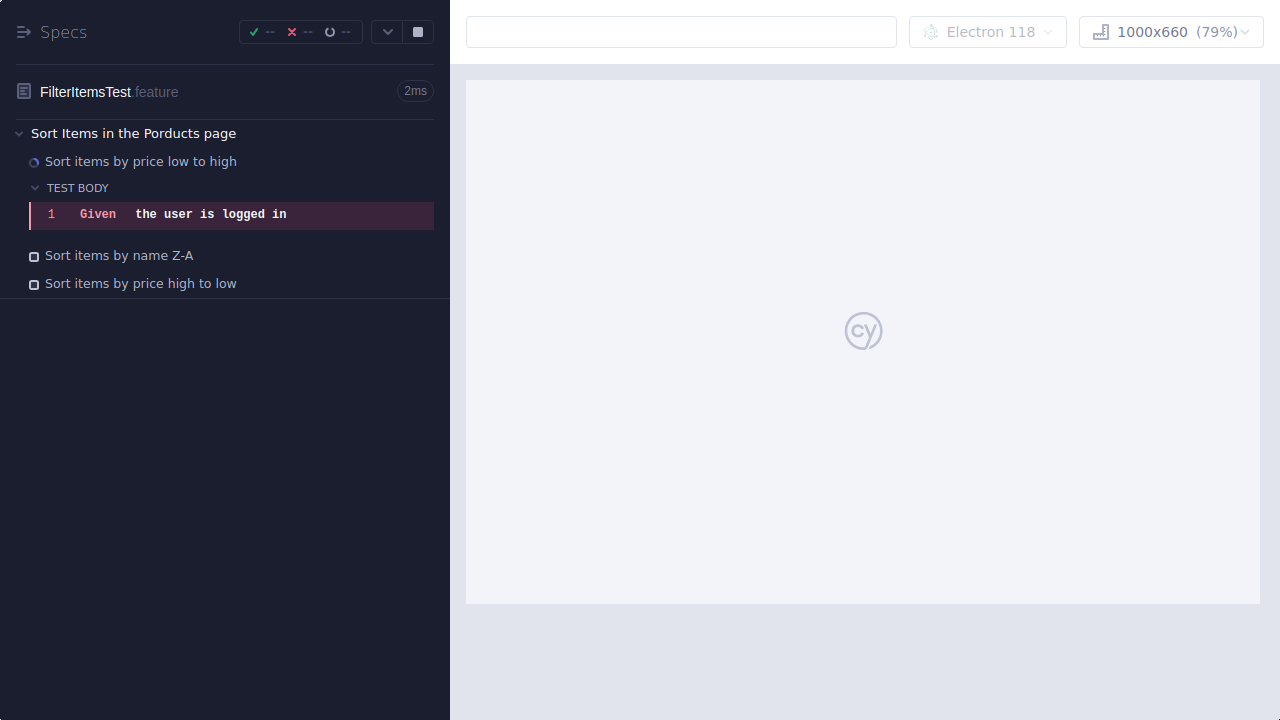 Specs
-- -- --
FilterItemsTest.feature
2ms
Sort Items in the Porducts page
Sort items by price low to high
TEST BODY
1 Given the user is logged in
Sort items by name Z-A
Sort items by price high to low
Electron 118
1000x660 (79%)
cy